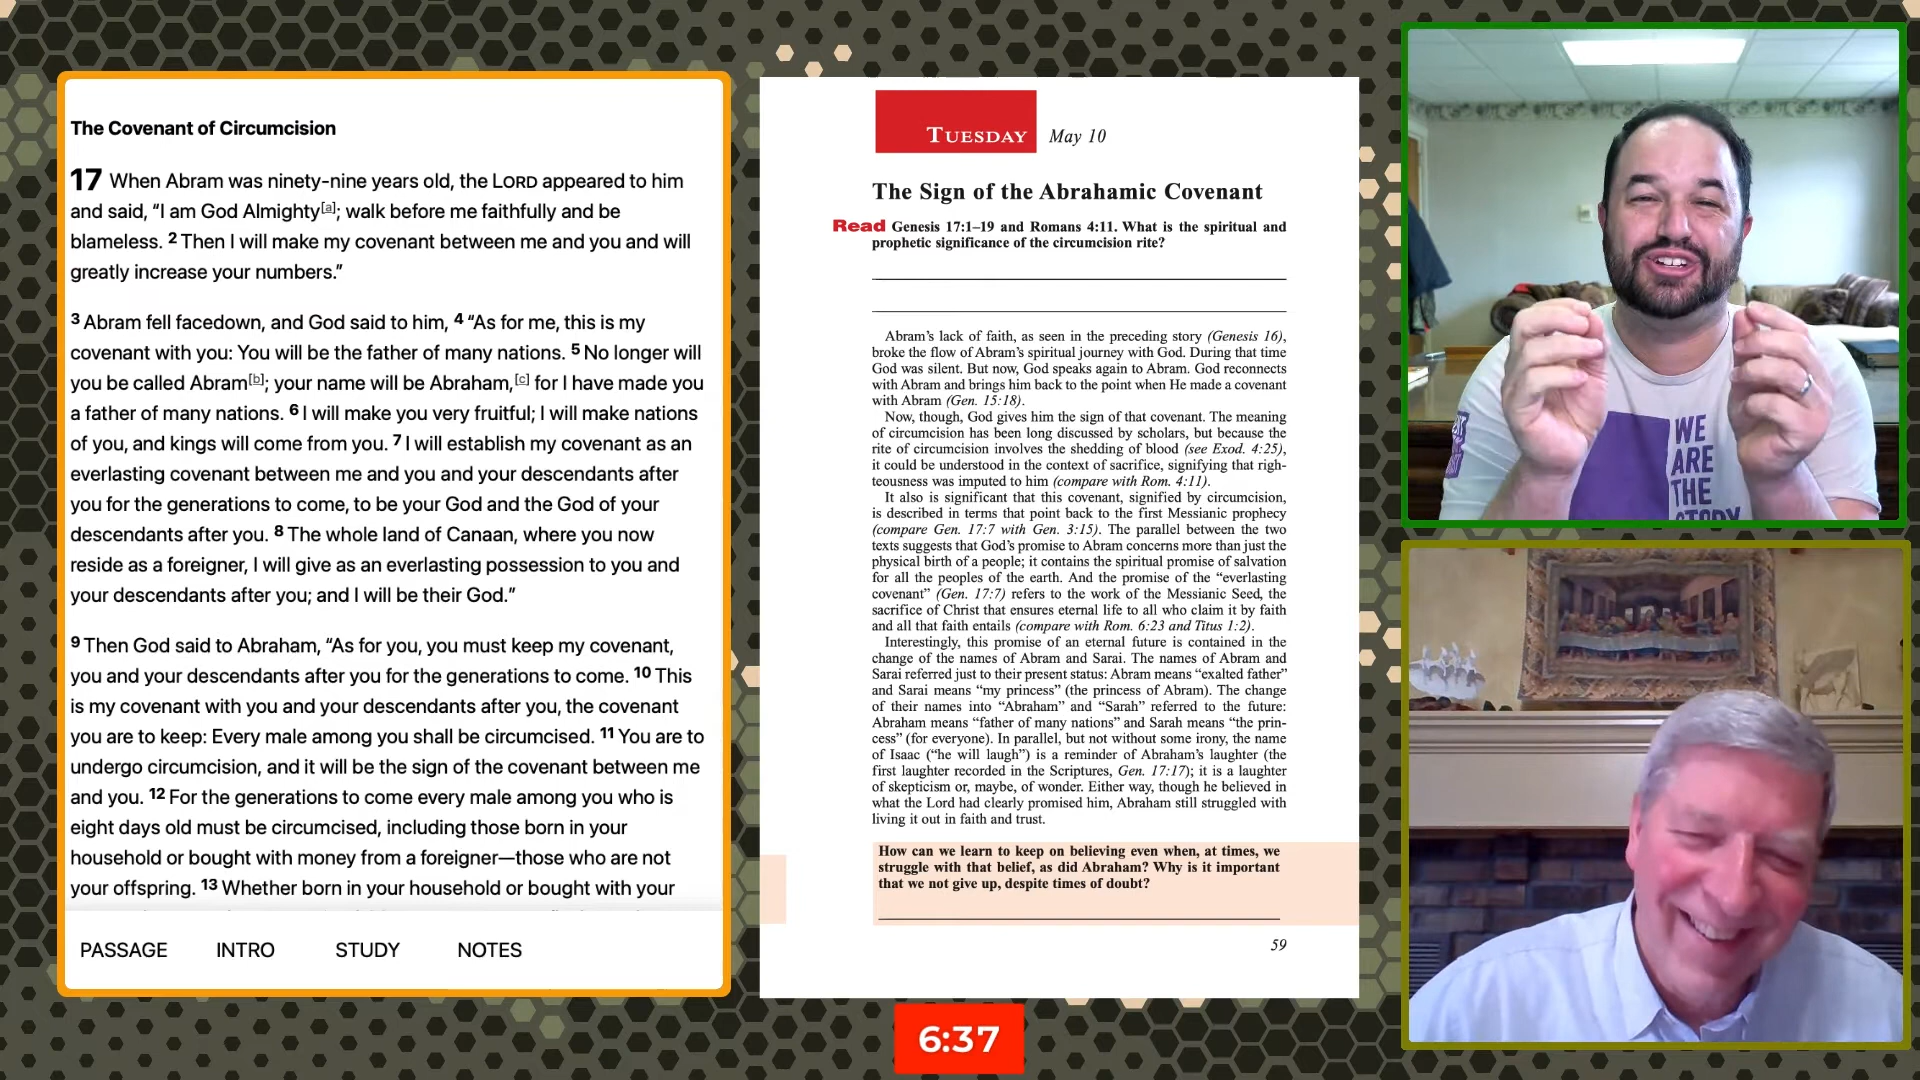 The Covenant of Circumcision
17 When Abram was ninety-nine years old, the LORD appeared to him
and said, “I am God Almighty[a]; walk before me faithfully and be
blameless. 2 Then I will make my covenant between me and you and will
greatly increase your numbers.”
3 Abram fell facedown, and God said to him, 4 “As for me, this is my
covenant with you: You will be the father of many nations. 5 No longer will
you be called Abram[b]; your name will be Abraham,[c] for I have made you
a father of many nations. 6 I will make you very fruitful; I will make nations
of you, and kings will come from you. 7 I will establish my covenant as an
everlasting covenant between me and you and your descendants after
you for the generations to come, to be your God and the God of your
descendants after you. 8 The whole land of Canaan, where you now
reside as a foreigner, I will give as an everlasting possession to you and
your descendants after you; and I will be their God.”
9 Then God said to Abraham, “As for you, you must keep my covenant,
you and your descendants after you for the generations to come. 10 This
is my covenant with you and your descendants after you, the covenant
you are to keep: Every male among you shall be circumcised. 11 You are to
undergo circumcision, and it will be the sign of the covenant between me
and you. 12 For the generations to come every male among you who is
eight days old must be circumcised, including those born in your
household or bought with money from a foreigner—those who are not
your offspring. 13 Whether born in your household or bought with your
PASSAGE INTRO STUDY NOTES
TUESDAY May 10
The Sign of the Abrahamic Covenant
Read Genesis 17:1–19 and Romans 4:11. What is the spiritual and
prophetic significance of the circumcision rite?
Abram’s lack of faith, as seen in the preceding story (Genesis 16),
broke the flow of Abram’s spiritual journey with God. During that time
God was silent. But now, God speaks again to Abram. God reconnects
with Abram and brings him back to the point when He made a covenant
with Abram (Gen. 15:18).
Now, though, God gives him the sign of that covenant. The meaning
of circumcision has been long discussed by scholars, but because the
rite of circumcision involves the shedding of blood (see Exod. 4:25),
it could be understood in the context of sacrifice, signifying that righ-
teousness was imputed to him (compare with Rom. 4:11).
It also is significant that this covenant, signified by circumcision,
is described in terms that point back to the first Messianic prophecy
(compare Gen. 17:7 with Gen. 3:15). The parallel between the two
texts suggests that God’s promise to Abram concerns more than just the
physical birth of a people; it contains the spiritual promise of salvation
for all the peoples of the earth. And the promise of the “everlasting
covenant” (Gen. 17:7) refers to the work of the Messianic Seed, the
sacrifice of Christ that ensures eternal life to all who claim it by faith
and all that faith entails (compare with Rom. 6:23 and Titus 1:2).
Interestingly, this promise of an eternal future is contained in the
change of the names of Abram and Sarai. The names of Abram and
Sarai referred just to their present status: Abram means “exalted father”
and Sarai means “my princess” (the princess of Abram). The change
of their names into “Abraham” and “Sarah” referred to the future:
Abraham means “father of many nations” and Sarah means “the prin-
cess” (for everyone). In parallel, but not without some irony, the name
of Isaac (“he will laugh”) is a reminder of Abraham’s laughter (the
first laughter recorded in the Scriptures, Gen. 17:17); it is a laughter
of skepticism or, maybe, of wonder. Either way, though he believed in
what the Lord had clearly promised him, Abraham still struggled with
living it out in faith and trust.
How can we learn to keep on believing even when, at times, we
struggle with that belief, as did Abraham? Why is it important
that we not give up, despite times of doubt?
59
6:37
WE
ARE
THE
STORY